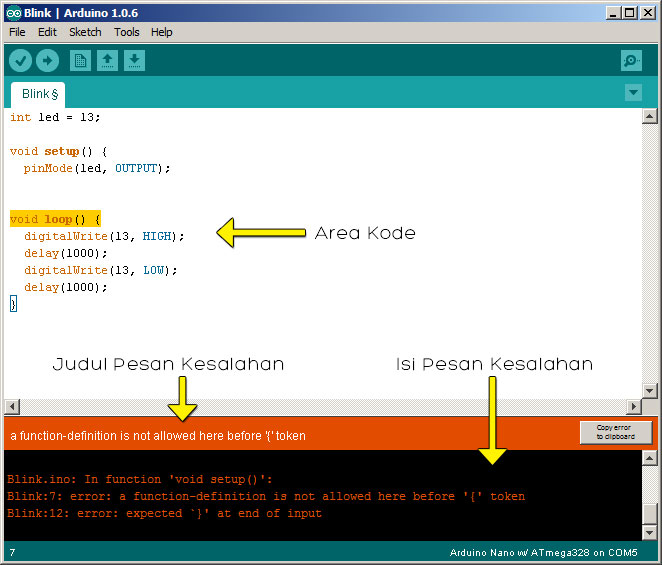 Blink | Arduino 1.0.6
File Edit Sketch Tools Help
Blink§
int led = 13;
void setup() {
pinMode(led, OUTPUT);
void loop() {
digitalWrite(13, HIGH);
delay(1000);
digitalWrite(13, LOW);
delay(1000);
}
Area Kode
Judul Pesan Kesalahan
Isi Pesan Kesalahan
a function-definition is not allowed here before '{' token
Copy error
to clipboard
Blink.ino: In function 'void setup()':
Blink:7: error: a function-definition is not allowed here before '{' token
Blink:12: error: expected `}' at end of input
7
Arduino Nano w/ ATmega328 on COM5